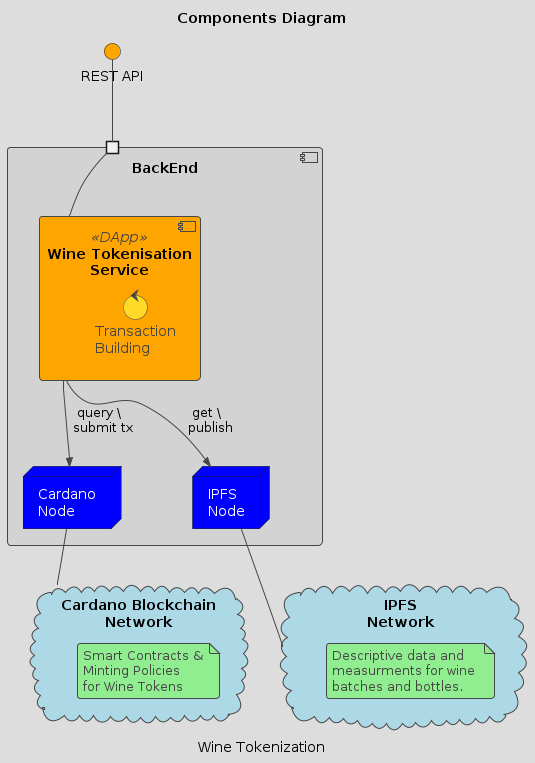 Components Diagram
REST API
BackEnd
«DApp»
Wine Tokenisation
Service
Transaction
Building
query \
submit tx
get \
publish
Cardano
Node
IPFS
Node
Cardano Blockchain
Network
Smart Contracts &
Minting Policies
for Wine Tokens
IPFS
Network
Descriptive data and
measurments for wine
batches and bottles.
Wine Tokenization